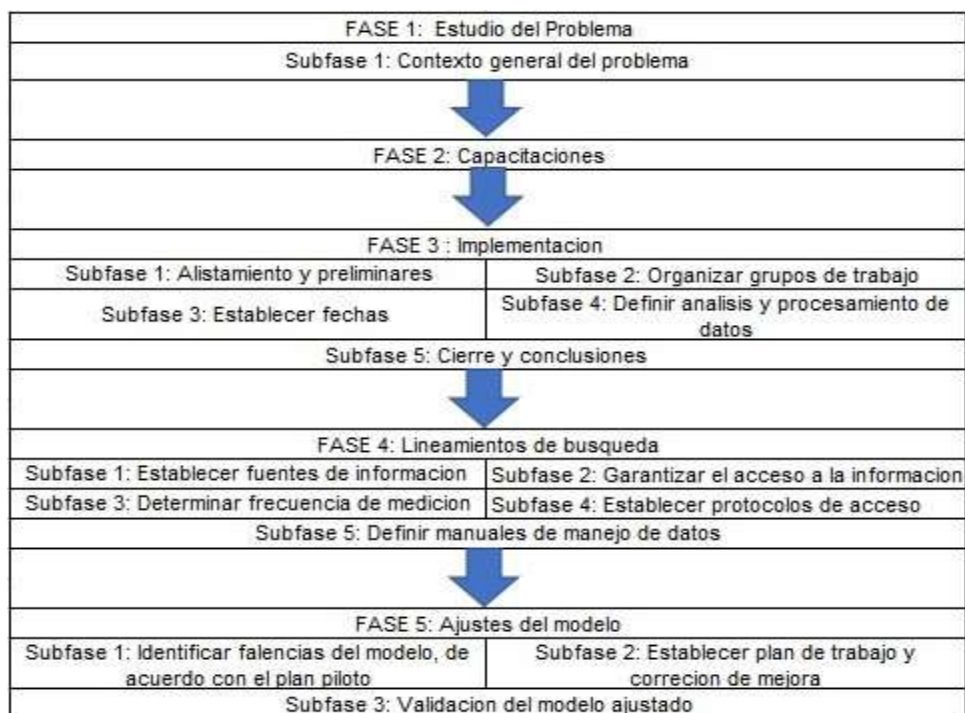 FASE 1: Estudio del Problema
Subfase 1: Contexto general del problema
FASE 2: Capacitaciones
FASE 3 : Implementacion
Subfase 1: Alistamiento y preliminares
Subfase 2: Organizar grupos de trabajo
Subfase 3: Establecer fechas
Subfase 4: Definir analisis y procesamiento de
datos
Subfase 5: Cierre y conclusiones
FASE 4: Lineamientos de busqueda
Subfase 1: Establecer fuentes de informacion
Subfase 2: Garantizar el acceso a la informacion
Subfase 3: Determinar frecuencia de medicion
Subfase 4: Establecer protocolos de acceso
Subfase 5: Definir manuales de manejo de datos
FASE 5: Ajustes del modelo
Subfase 1: Identificar falencias del modelo, de
acuerdo con el plan piloto
Subfase 2: Establecer plan de trabajo y
correcion de mejora
Subfase 3: Validacion del modelo ajustado